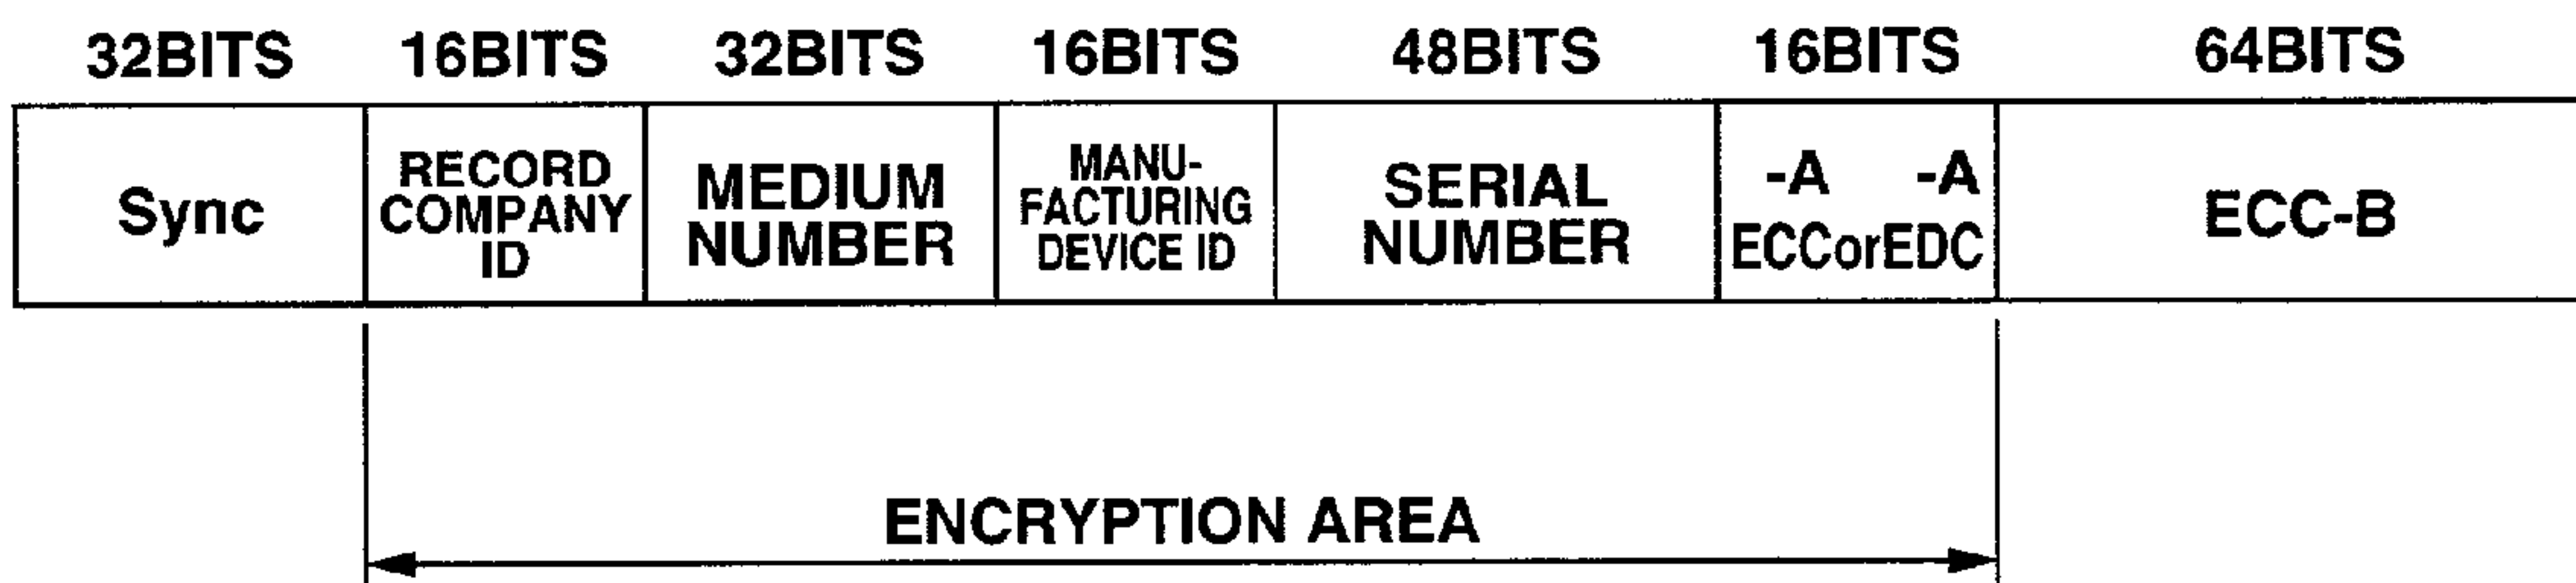 32BITS 16BITS 32BITS 16BITS 48BITS 16BITS 64BITS
Sync
RECORD
COMPANY
ID
MEDIUM
NUMBER
MANU-
FACTURING
DEVICE ID
SERIAL
NUMBER
-A -A
ECCorEDC
ECC-B
ENCRYPTION AREA